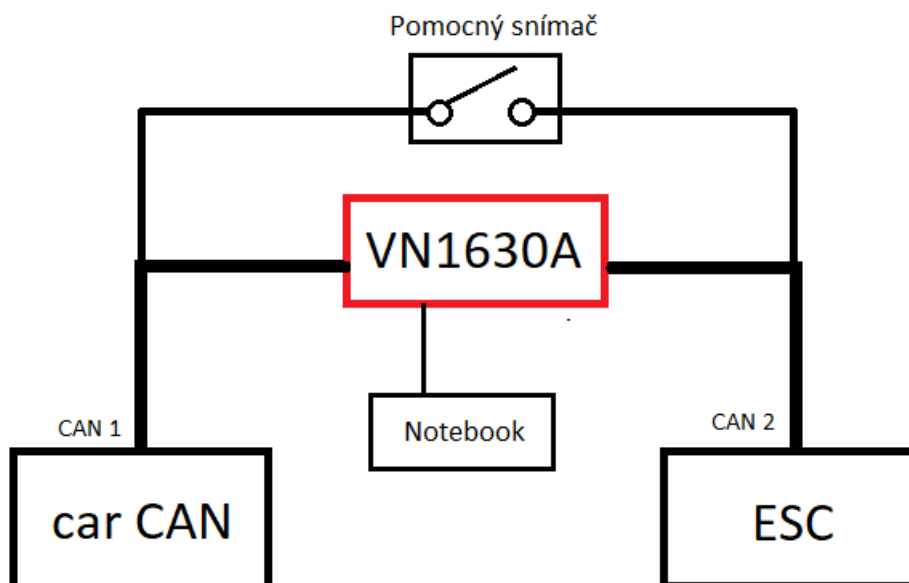 Pomocný snímač
VN1630A
Notebook
CAN 1
CAN 2
car CAN
ESC